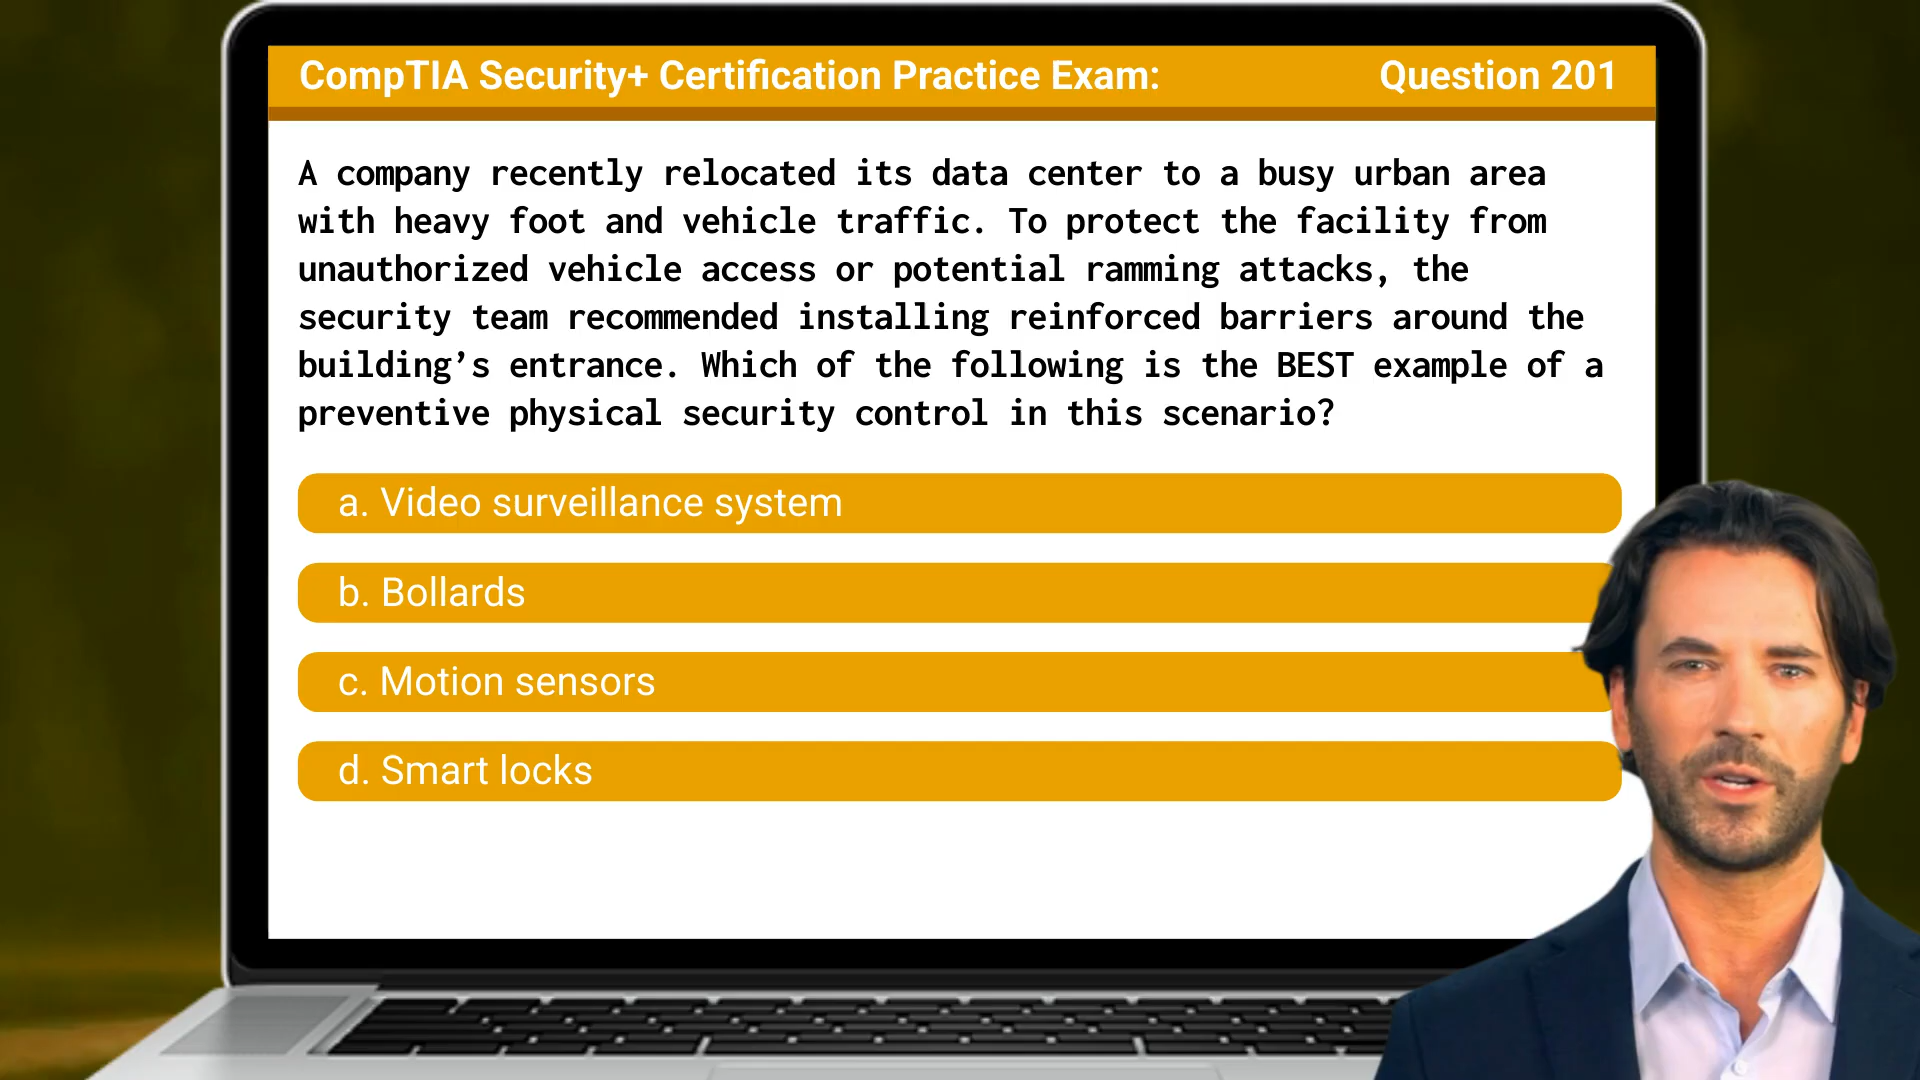 CompTIA Security+ Certification Practice Exam: Question 201
A company recently relocated its data center to a busy urban area
with heavy foot and vehicle traffic. To protect the facility from
unauthorized vehicle access or potential ramming attacks, the
security team recommended installing reinforced barriers around the
building’s entrance. Which of the following is the BEST example of a
preventive physical security control in this scenario?
a. Video surveillance system
b. Bollards
c. Motion sensors
d. Smart locks